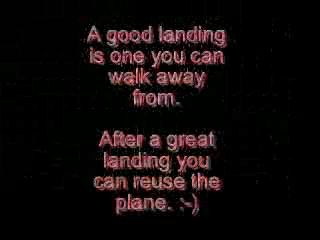 A good landing
is one you can
walk away
from.
After a great
landing you
can reuse the
plane. :-)